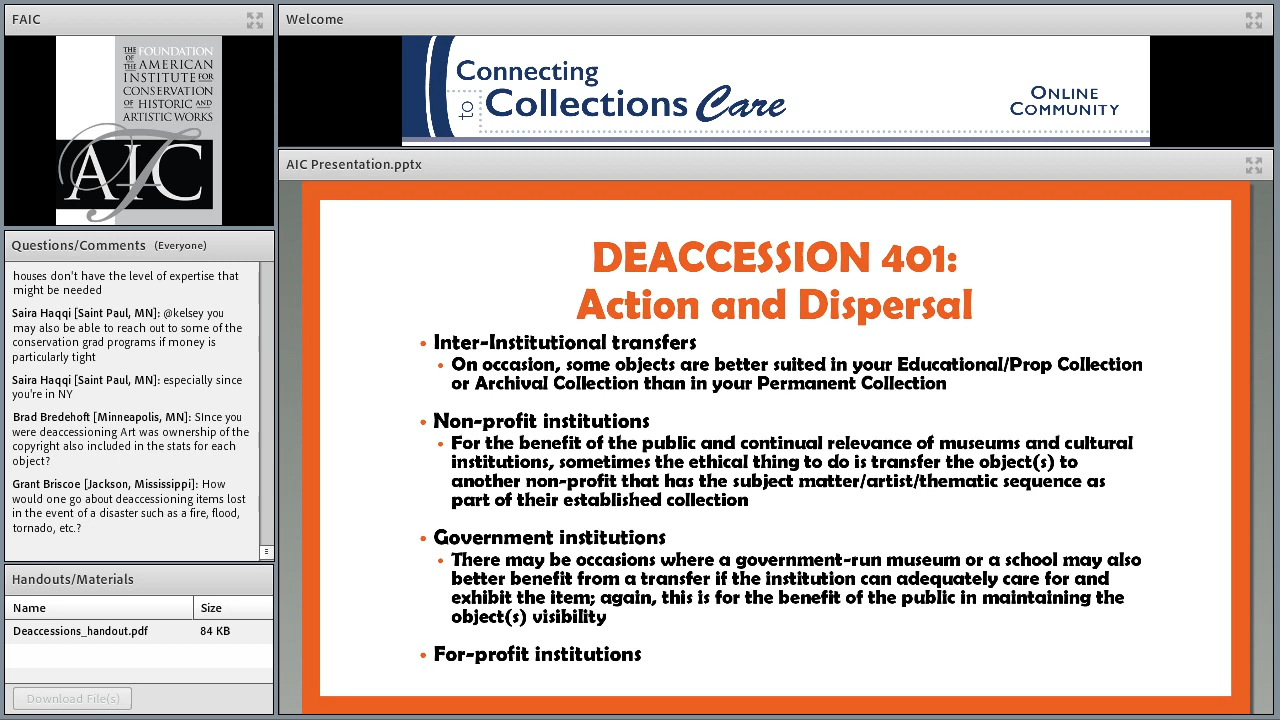 FAIC
THE FOUNDATION
OF THE AMERICAN
INSTITUTE FOR
CONSERVATION
OF HISTORIC AND
ARTISTIC WORKS
AIC
Questions/Comments (Everyone)
houses don't have the level of expertise that
might be needed
Saira Haqqi [Saint Paul, MN]: @kelsey you
may also be able to reach out to some of the
conservation grad programs if money is
particularly tight
Saira Haqqi [Saint Paul, MN]: especially since
you're in NY
Brad Bredehoft [Minneapolis, MN]: SInce you
were deaccessioning Art was ownership of the
copyright also included in the stats for each
object?
Grant Briscoe [Jackson, Mississippi]: How
would one go about deaccessioning items lost
in the event of a disaster such as a fire, flood,
tornado, etc.?
Handouts/Materials
Name Size
Deaccessions_handout.pdf 84 KB
Download File(s)
Welcome
Connecting
to Collections Care
ONLINE
COMMUNITY
AIC Presentation.pptx
DEACCESSION 401:
Action and Dispersal
• Inter-Institutional transfers
• On occasion, some objects are better suited in your Educational/Prop Collection
or Archival Collection than in your Permanent Collection
• Non-profit institutions
• For the benefit of the public and continual relevance of museums and cultural
institutions, sometimes the ethical thing to do is transfer the object(s) to
another non-profit that has the subject matter/artist/thematic sequence as
part of their established collection
• Government institutions
• There may be occasions where a government-run museum or a school may also
better benefit from a transfer if the institution can adequately care for and
exhibit the item; again, this is for the benefit of the public in maintaining the
object(s) visibility
• For-profit institutions